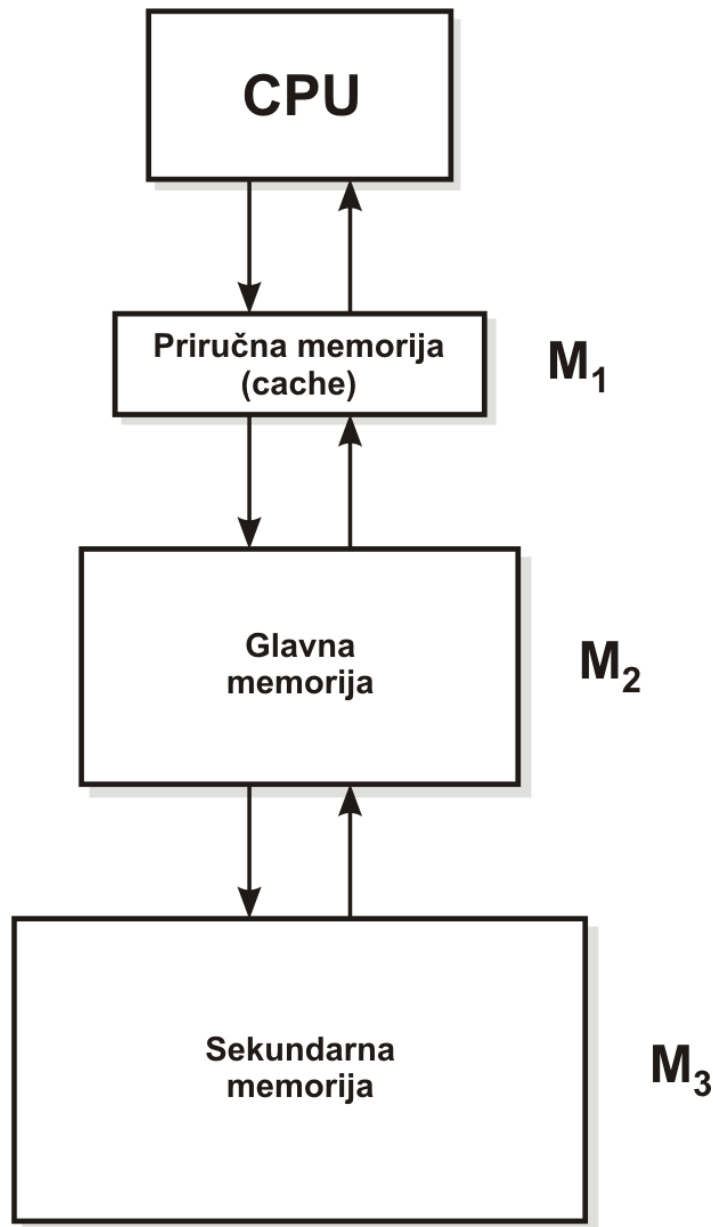 CPU
Priručna memorija
(cache)
M₁
Glavna
memorija
M₂
Sekundarna
memorija
M₃